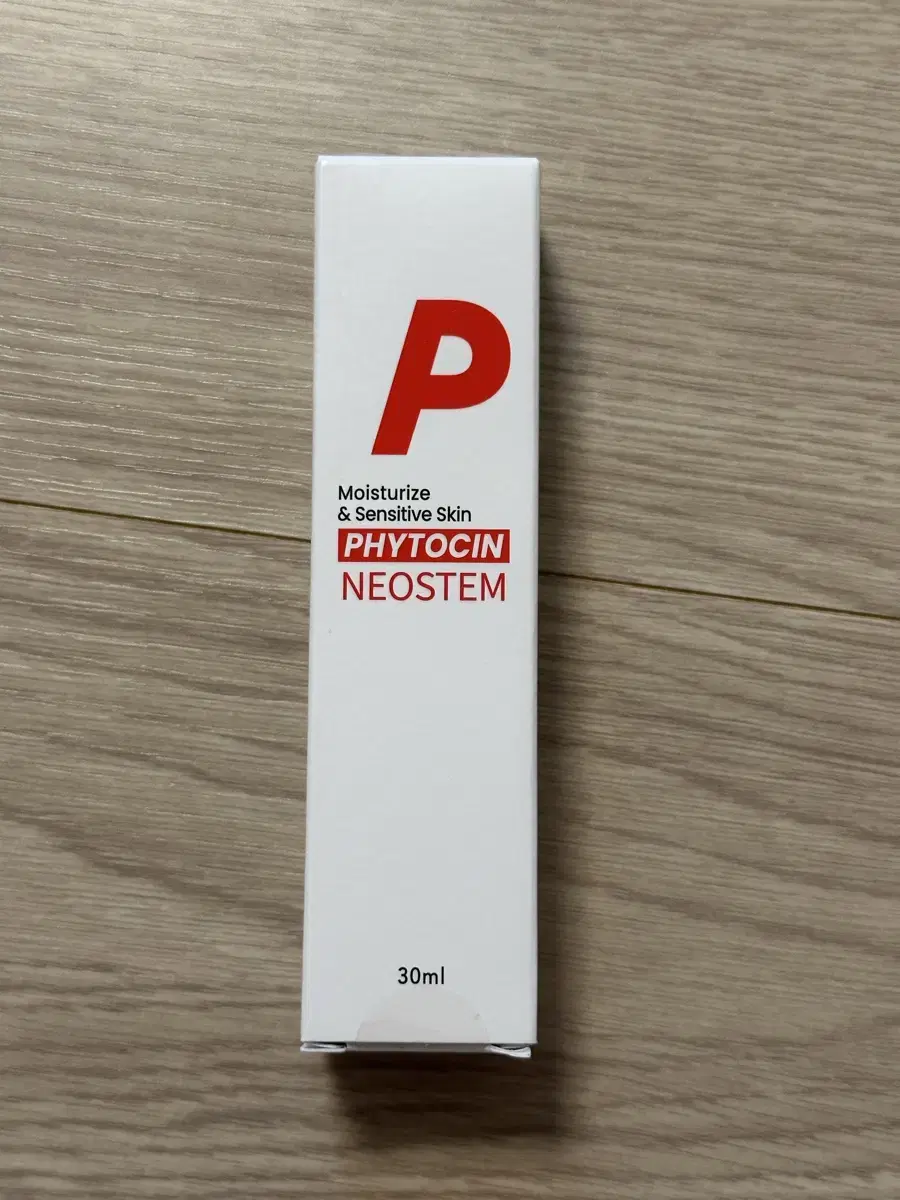 P
Moisturize
& Sensitive Skin
PHYTOCIN
NEOSTEM
30ml